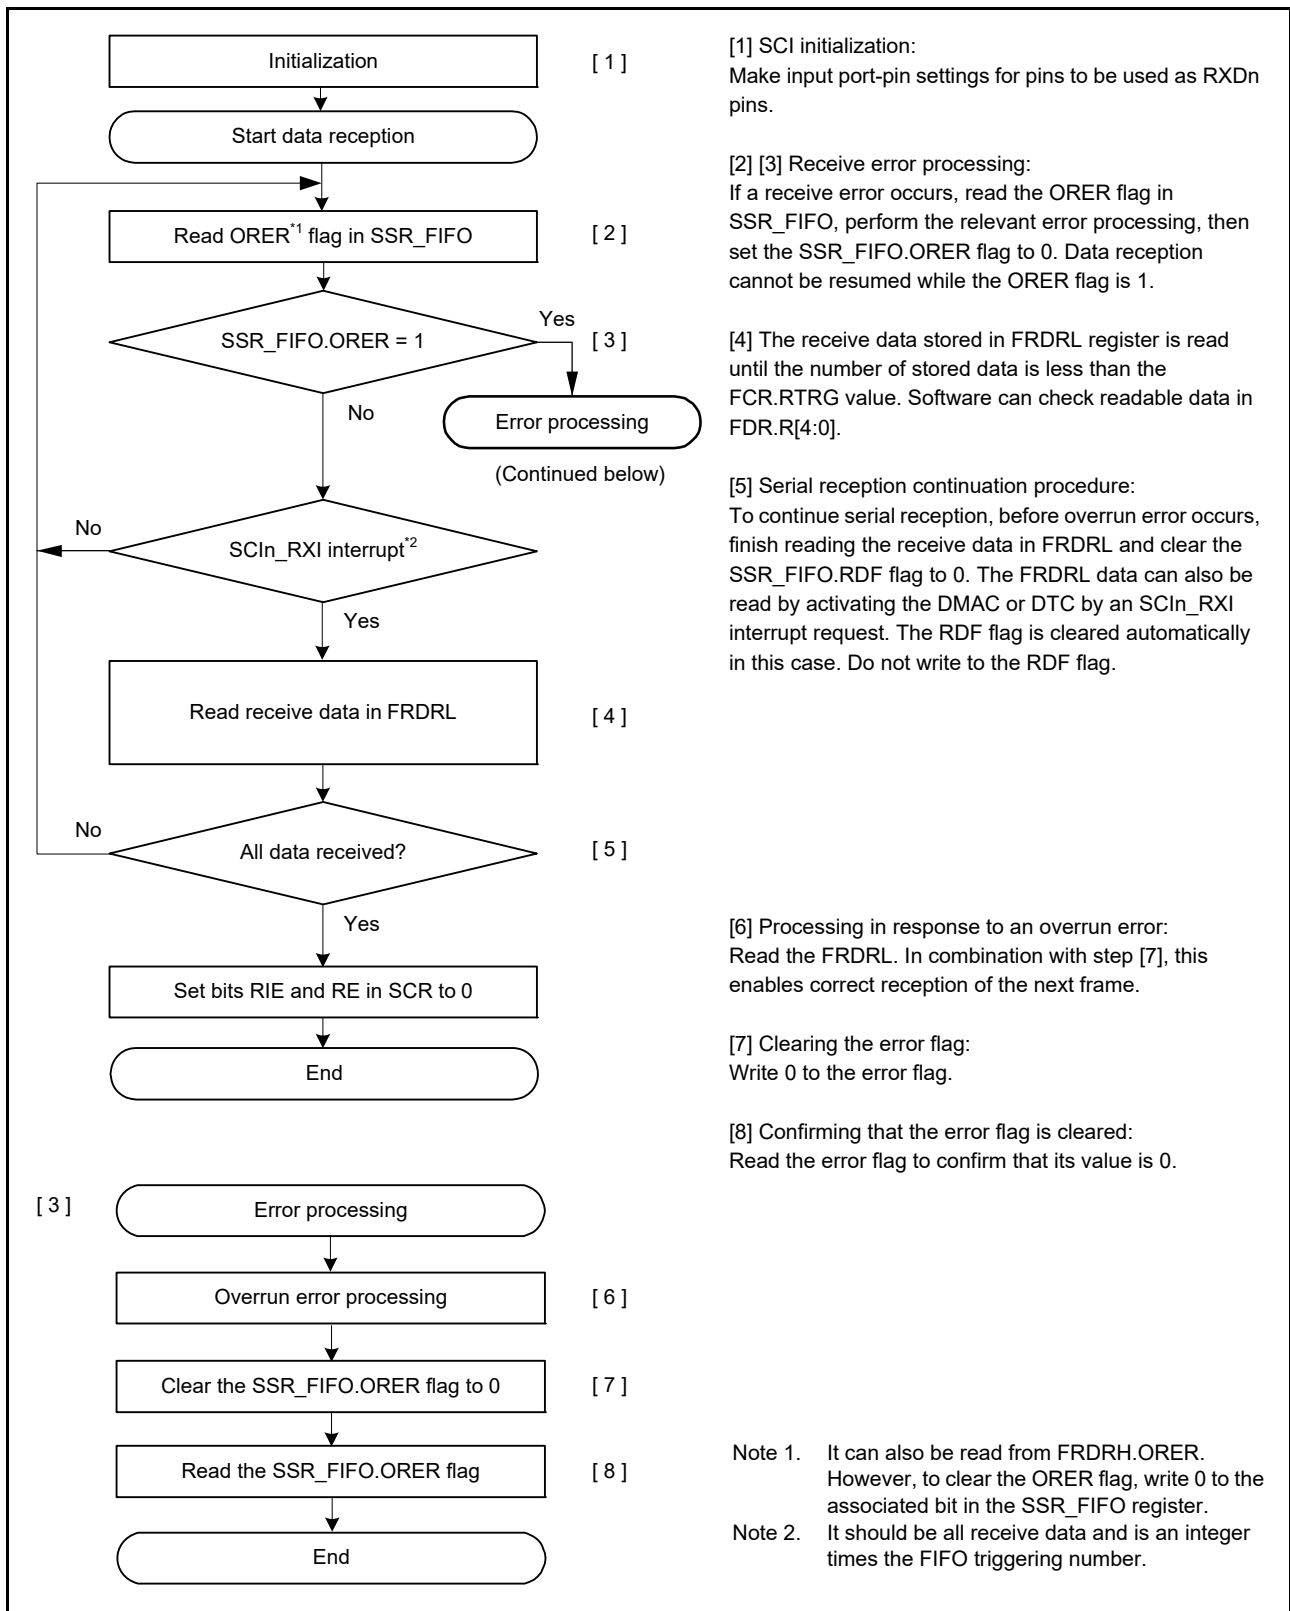 Initialization
[ 1 ]
Start data reception
Read ORER*1 flag in SSR_FIFO
[ 2 ]
SSR_FIFO.ORER = 1
Yes
[ 3 ]
No
Error processing
(Continued below)
No
SCIn_RXI interrupt*2
Yes
Read receive data in FRDRL
[ 4 ]
No
All data received?
[ 5 ]
Yes
Set bits RIE and RE in SCR to 0
End
[1] SCI initialization:
Make input port-pin settings for pins to be used as RXDn
pins.
[2] [3] Receive error processing:
If a receive error occurs, read the ORER flag in
SSR_FIFO, perform the relevant error processing, then
set the SSR_FIFO.ORER flag to 0. Data reception
cannot be resumed while the ORER flag is 1.
[4] The receive data stored in FRDRL register is read
until the number of stored data is less than the
FCR.RTRG value. Software can check readable data in
FDR.R[4:0].
[5] Serial reception continuation procedure:
To continue serial reception, before overrun error occurs,
finish reading the receive data in FRDRL and clear the
SSR_FIFO.RDF flag to 0. The FRDRL data can also be
read by activating the DMAC or DTC by an SCIn_RXI
interrupt request. The RDF flag is cleared automatically
in this case. Do not write to the RDF flag.
[6] Processing in response to an overrun error:
Read the FRDRL. In combination with step [7], this
enables correct reception of the next frame.
[7] Clearing the error flag:
Write 0 to the error flag.
[8] Confirming that the error flag is cleared:
Read the error flag to confirm that its value is 0.
[ 3 ]
Error processing
Overrun error processing
[ 6 ]
Clear the SSR_FIFO.ORER flag to 0
[ 7 ]
Read the SSR_FIFO.ORER flag
[ 8 ]
End
Note 1. It can also be read from FRDRH.ORER.
However, to clear the ORER flag, write 0 to the
associated bit in the SSR_FIFO register.
Note 2. It should be all receive data and is an integer
times the FIFO triggering number.